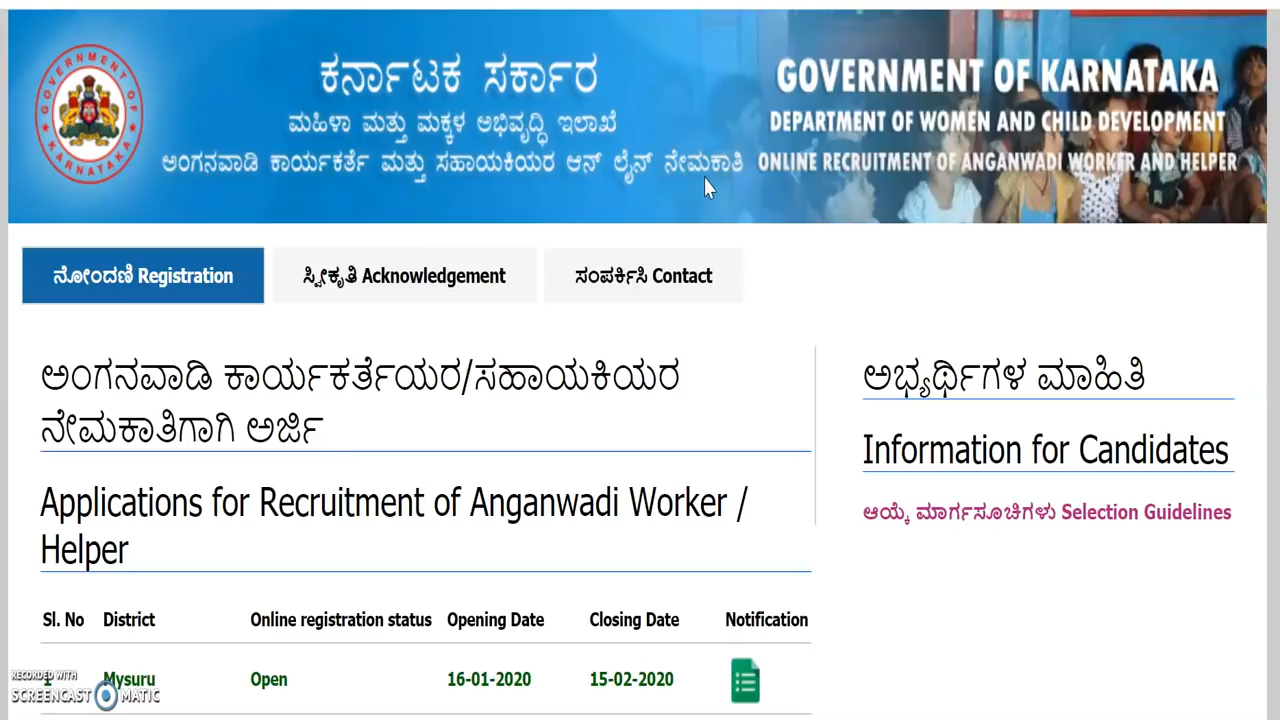 GOVERNMENT OF KARNATAKA
ಕರ್ನಾಟಕ ಸರ್ಕಾರ
ಮಹಿಳಾ ಮತ್ತು ಮಕ್ಕಳ ಅಭಿವೃದ್ಧಿ ಇಲಾಖೆ
ಅಂಗನವಾಡಿ ಕಾರ್ಯಕರ್ತೆ ಮತ್ತು ಸಹಾಯಕಿಯರ ಆನ್ ಲೈನ್ ನೇಮಕಾತಿ
GOVERNMENT OF KARNATAKA
DEPARTMENT OF WOMEN AND CHILD DEVELOPMENT
ONLINE RECRUITMENT OF ANGANWADI WORKER AND HELPER
ನೋಂದಣಿ Registration
ಸ್ವೀಕೃತಿ Acknowledgement
ಸಂಪರ್ಕಿಸಿ Contact
ಅಂಗನವಾಡಿ ಕಾರ್ಯಕರ್ತೆಯರ/ಸಹಾಯಕಿಯರ
ನೇಮಕಾತಿಗಾಗಿ ಅರ್ಜಿ
Applications for Recruitment of Anganwadi Worker /
Helper
Sl. No District Online registration status Opening Date Closing Date Notification
1 Mysuru Open 16-01-2020 15-02-2020
ಅಭ್ಯರ್ಥಿಗಳ ಮಾಹಿತಿ
Information for Candidates
ಆಯ್ಕೆ ಮಾರ್ಗಸೂಚಿಗಳು Selection Guidelines
RECORDED WITH
SCREENCAST MATIC